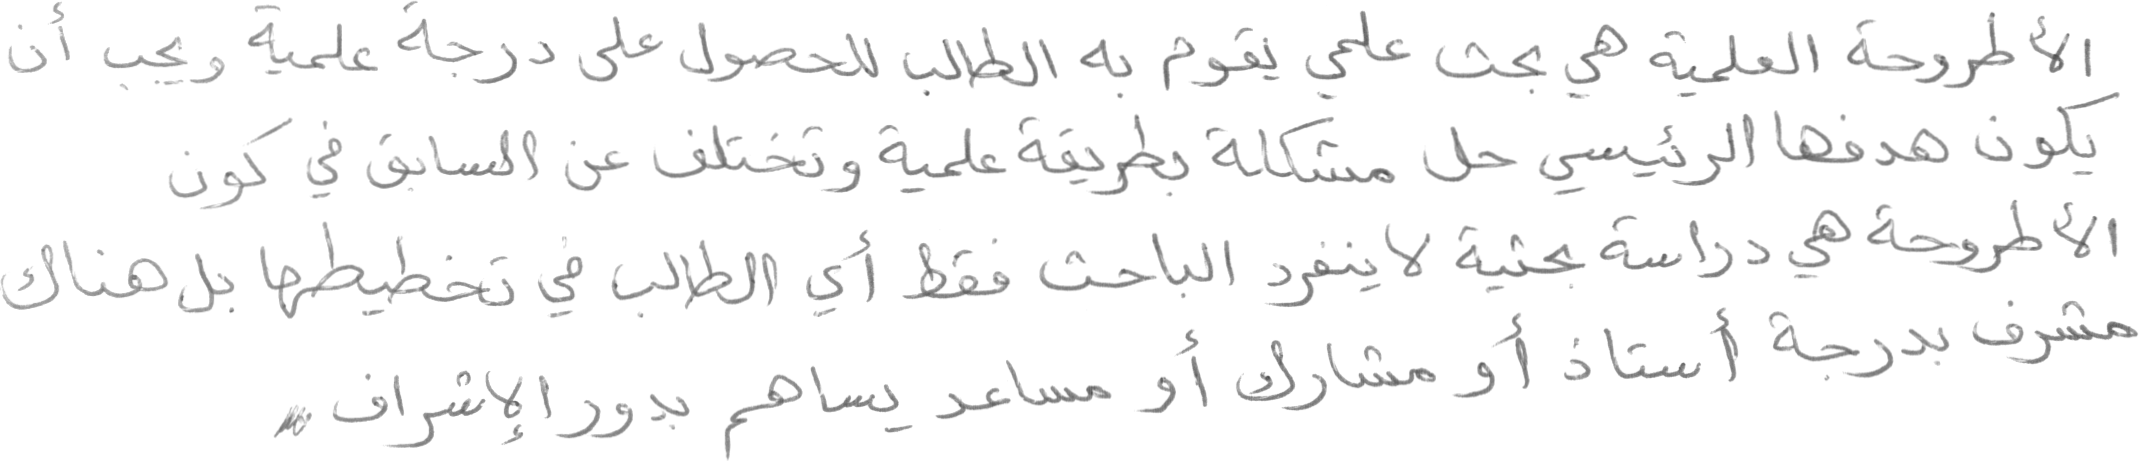 الأطروحة العلمية هي بحث علمي يقوم به الطالب للحصول على درجة علمية ويجب أن
يكون هدفها الرئيسي حل مشكلة بطريقة علمية وتختلف عن السابق في كون
الأطروحة هي دراسة بحثية لا ينفرد الباحث فقط أي الطالب في تخطيطها بل هناك
مشرف بدرجة أستاذ أو مشارك أو مساعد يساهم بدور الإشراف